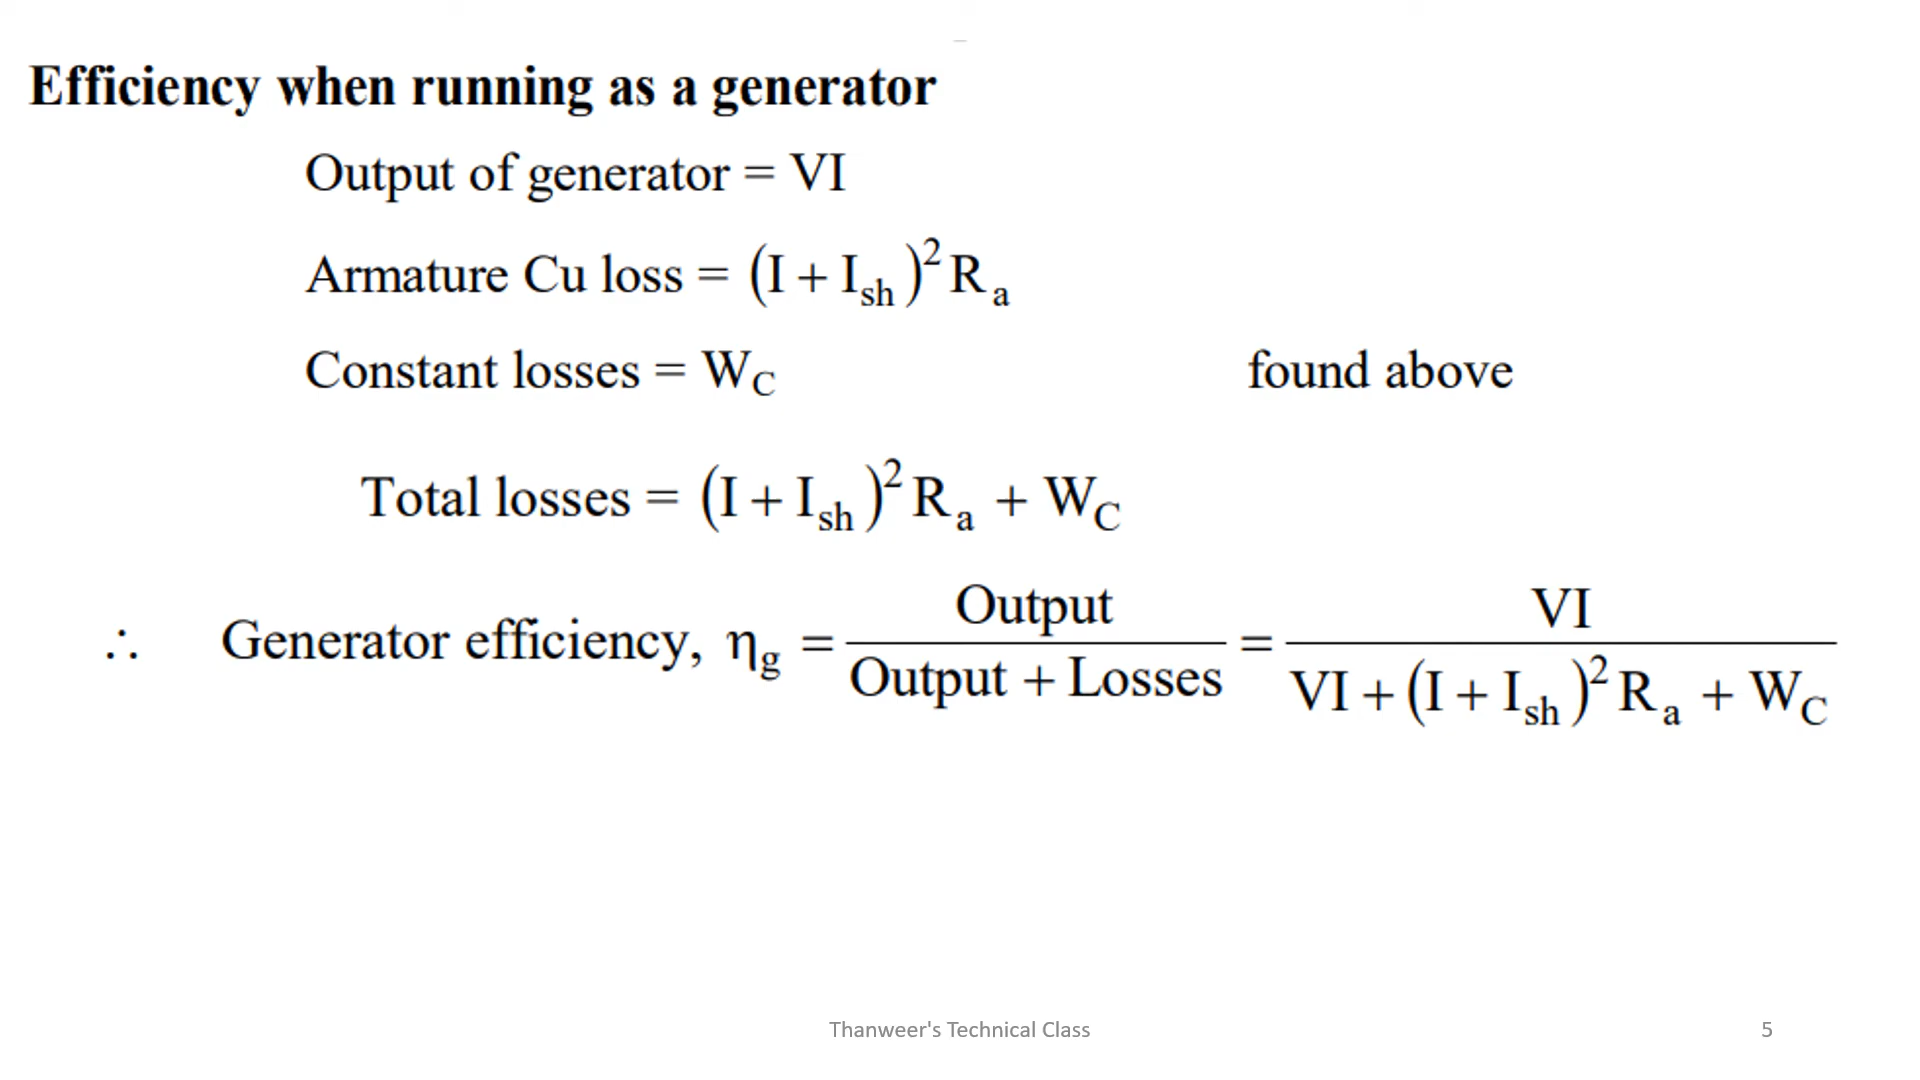 Efficiency when running as a generator
Output of generator = VI
Armature Cu loss = (I + I_sh)² R_a
Constant losses = W_C found above
Total losses = (I + I_sh)² R_a + W_C
∴ Generator efficiency, η_g = Output / (Output + Losses) = VI / (VI + (I + I_sh)² R_a + W_C)
Thanweer's Technical Class 5